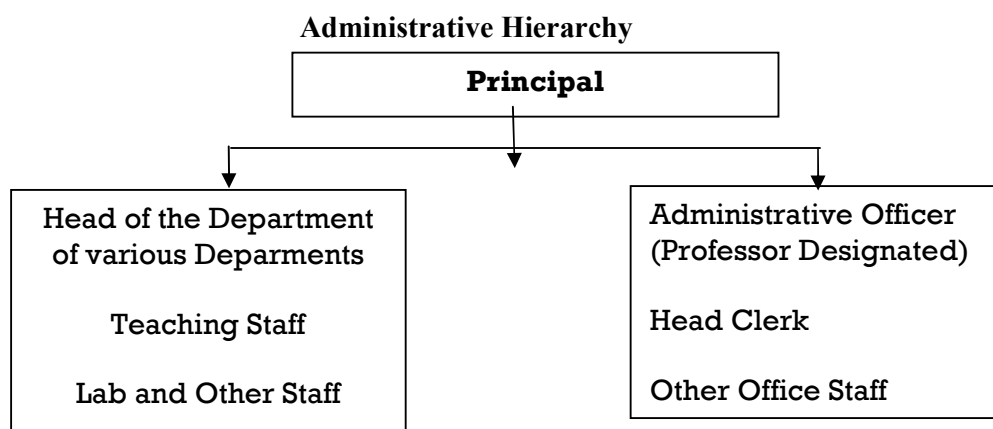 Administrative Hierarchy
Principal
Head of the Department
of various Deparments
Teaching Staff
Lab and Other Staff
Administrative Officer
(Professor Designated)
Head Clerk
Other Office Staff